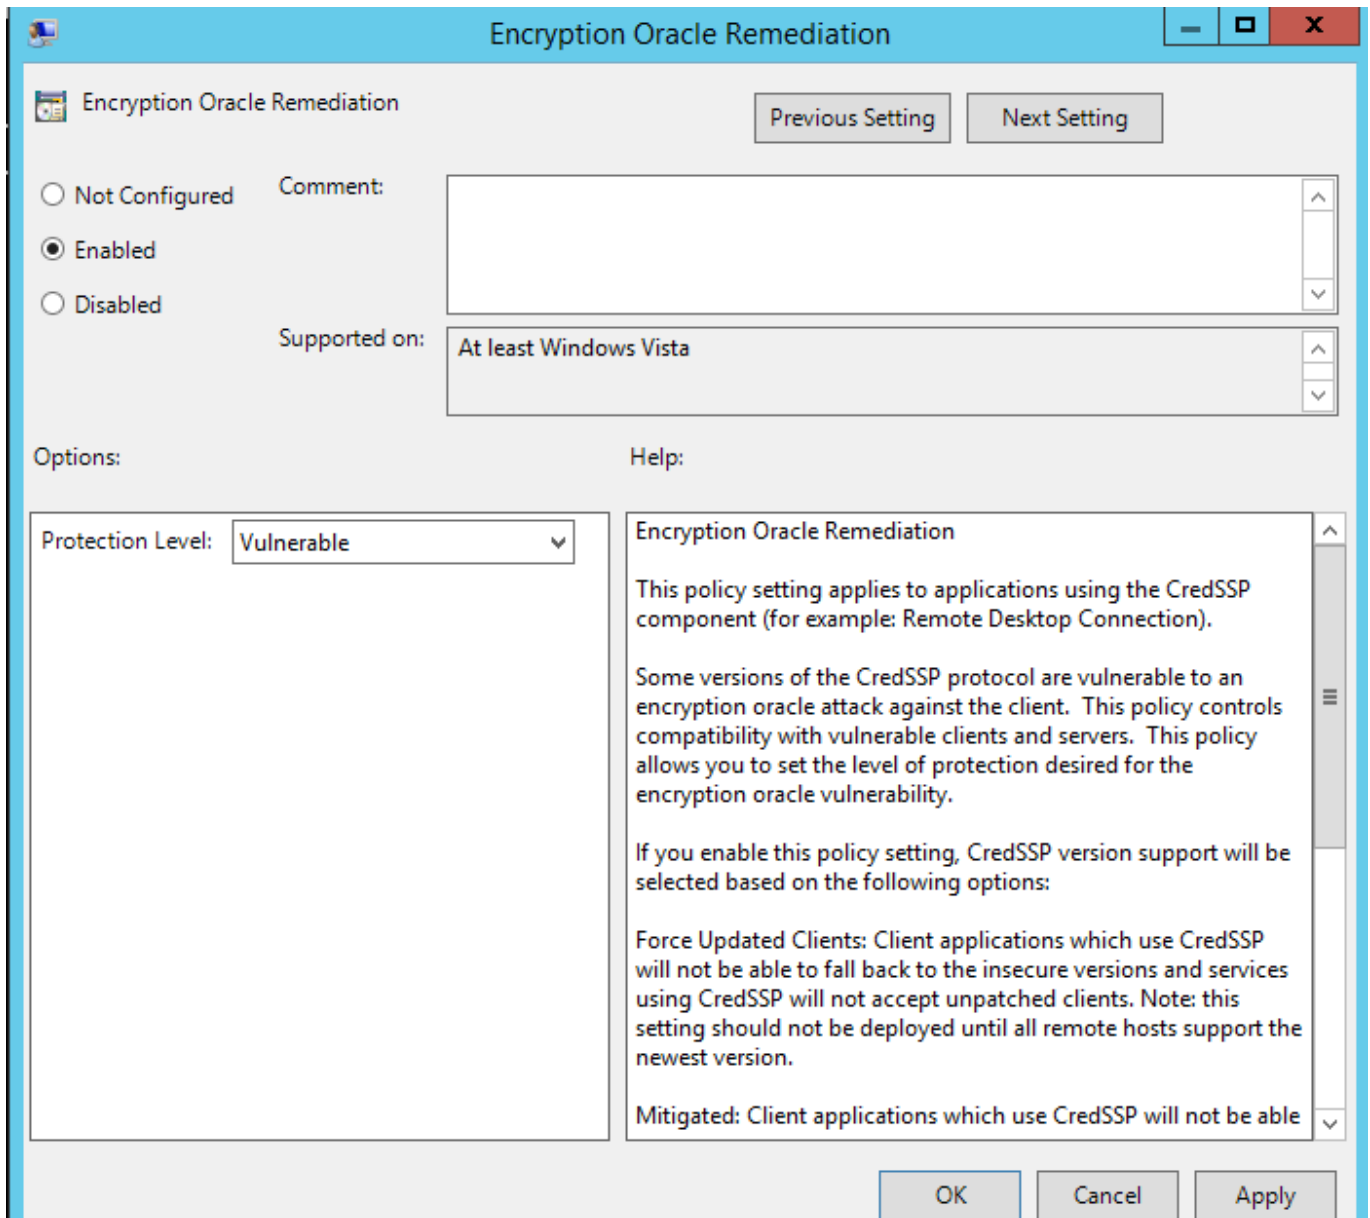 Encryption Oracle Remediation
X
Encryption Oracle Remediation
Previous Setting
Next Setting
Not Configured
Comment:
Enabled
Disabled
Supported on:
At least Windows Vista
Options:
Help:
Protection Level:
Vulnerable
Encryption Oracle Remediation
This policy setting applies to applications using the CredSSP
component (for example: Remote Desktop Connection).
Some versions of the CredSSP protocol are vulnerable to an
encryption oracle attack against the client.  This policy controls
compatibility with vulnerable clients and servers.  This policy
allows you to set the level of protection desired for the
encryption oracle vulnerability.
If you enable this policy setting, CredSSP version support will be
selected based on the following options:
Force Updated Clients: Client applications which use CredSSP
will not be able to fall back to the insecure versions and services
using CredSSP will not accept unpatched clients. Note: this
setting should not be deployed until all remote hosts support the
newest version.
Mitigated: Client applications which use CredSSP will not be able
OK
Cancel
Apply